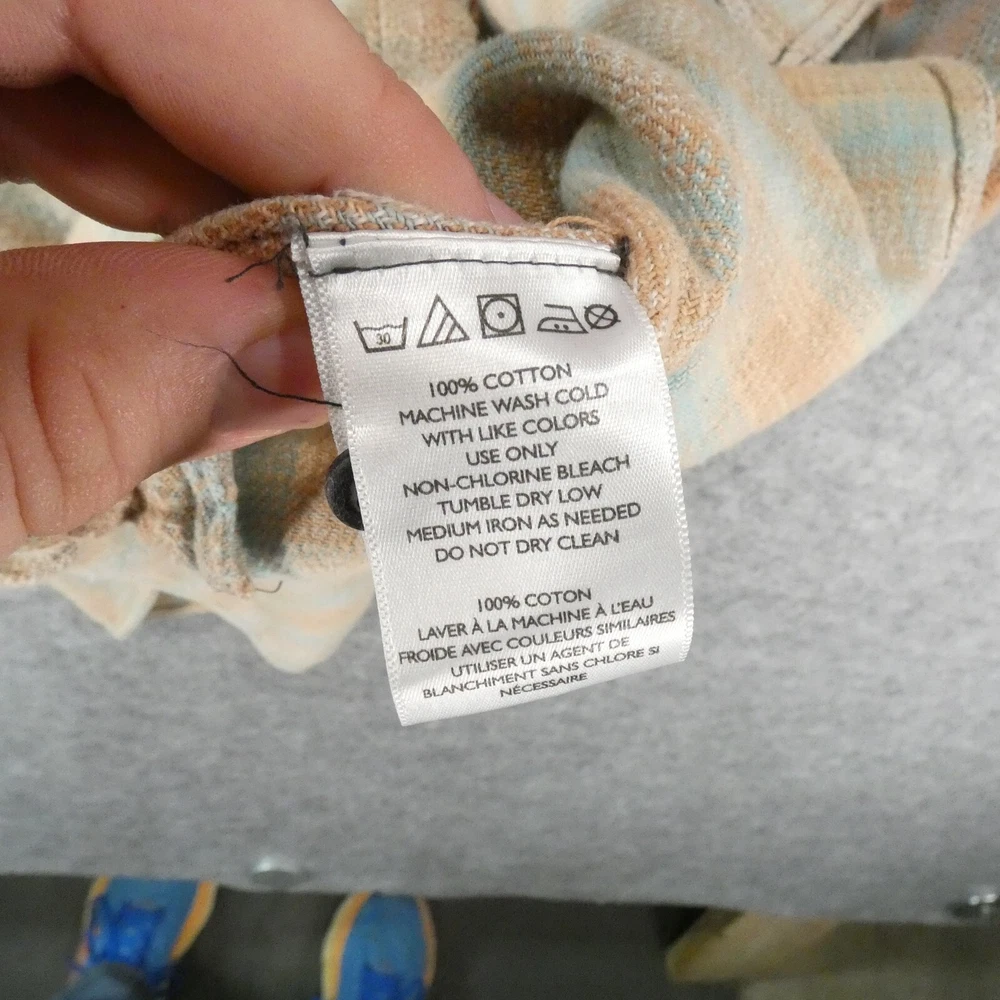 30
100% COTTON
MACHINE WASH COLD
WITH LIKE COLORS
USE ONLY
NON-CHLORINE BLEACH
TUMBLE DRY LOW
MEDIUM IRON AS NEEDED
DO NOT DRY CLEAN
100% COTON
LAVER À LA MACHINE À L'EAU
FROIDE AVEC COULEURS SIMILAIRES
UTILISER UN AGENT DE
BLANCHIMENT SANS CHLORE SI
NÉCESSAIRE